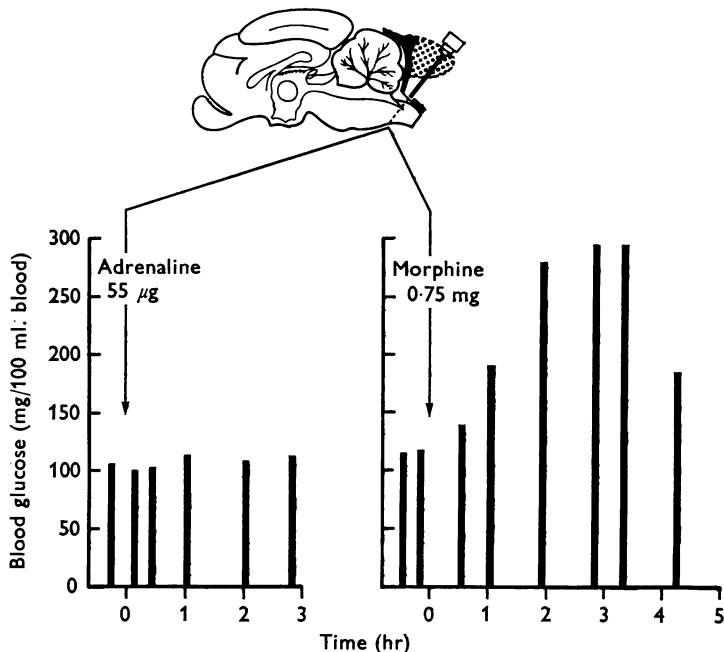 300
250
200
150
100
50
0
Blood glucose (mg/100 ml. blood)
Adrenaline
55 μg
Morphine
0·75 mg
0 1 2 3
0 1 2 3 4 5
Time (hr)